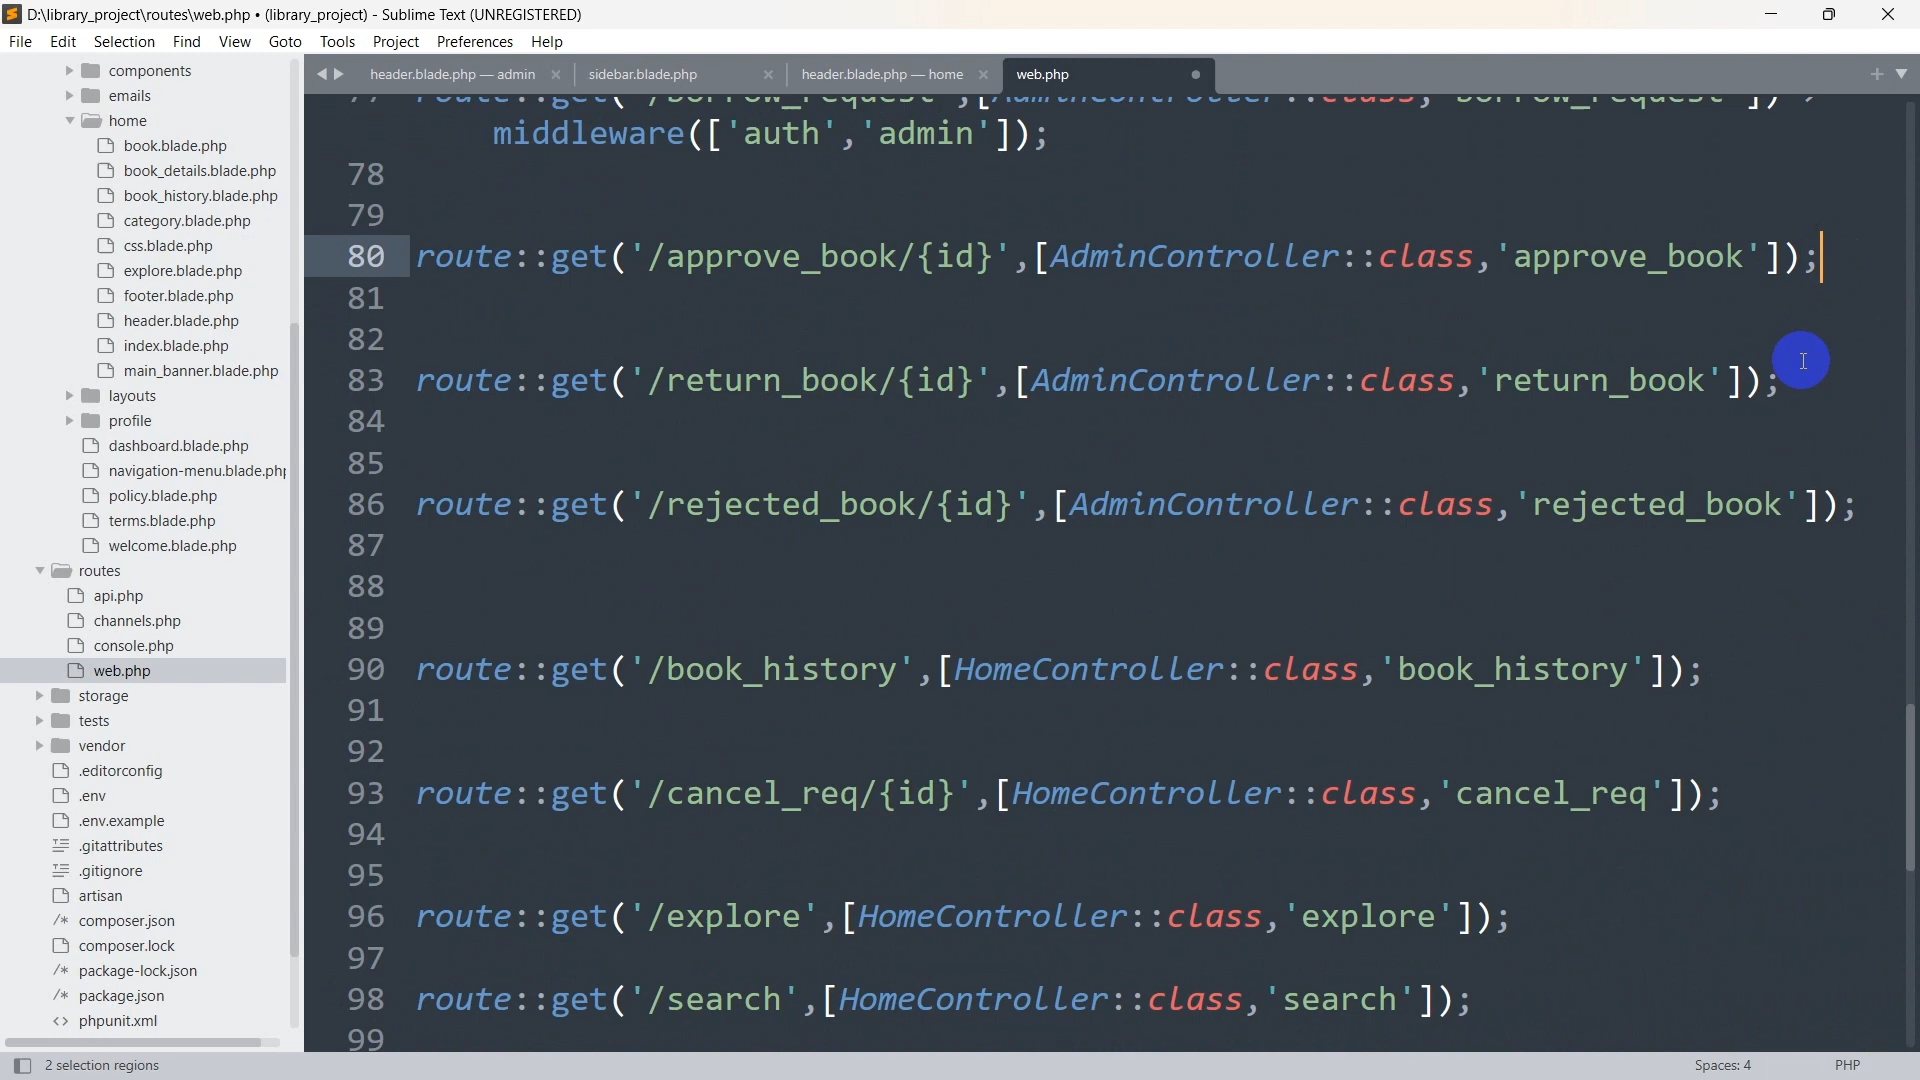 D:\library_project\routes\web.php • (library_project) - Sublime Text (UNREGISTERED)
File Edit Selection Find View Goto Tools Project Preferences Help
components
emails
home
book.blade.php
book_details.blade.php
book_history.blade.php
category.blade.php
css.blade.php
explore.blade.php
footer.blade.php
header.blade.php
index.blade.php
main_banner.blade.php
layouts
profile
dashboard.blade.php
navigation-menu.blade.php
policy.blade.php
terms.blade.php
welcome.blade.php
routes
api.php
channels.php
console.php
web.php
storage
tests
vendor
.editorconfig
.env
.env.example
.gitattributes
.gitignore
artisan
composer.json
composer.lock
package-lock.json
package.json
phpunit.xml
header.blade.php — admin
sidebar.blade.php
header.blade.php — home
web.php
77 route::get('/borrow_request',[AdminController::class,'borrow_request'])->
middleware(['auth','admin']);
78
79
80 route::get('/approve_book/{id}',[AdminController::class,'approve_book']);
81
82
83 route::get('/return_book/{id}',[AdminController::class,'return_book']);
84
85
86 route::get('/rejected_book/{id}',[AdminController::class,'rejected_book']);
87
88
89
90 route::get('/book_history',[HomeController::class,'book_history']);
91
92
93 route::get('/cancel_req/{id}',[HomeController::class,'cancel_req']);
94
95
96 route::get('/explore',[HomeController::class,'explore']);
97
98 route::get('/search',[HomeController::class,'search']);
99
2 selection regions
Spaces: 4
PHP